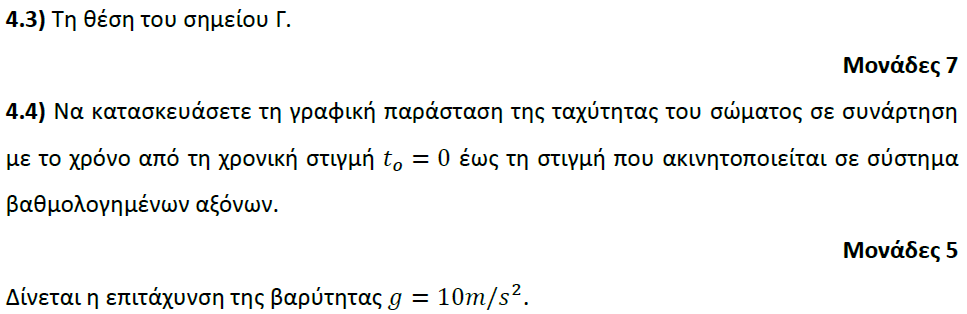 4.3) Τη θέση του σημείου Γ.
Μονάδες 7
4.4) Να κατασκευάσετε τη γραφική παράσταση της ταχύτητας του σώματος σε συνάρτηση
με το χρόνο από τη χρονική στιγμή $t_o = 0$ έως τη στιγμή που ακινητοποιείται σε σύστημα
βαθμολογημένων αξόνων.
Μονάδες 5
Δίνεται η επιτάχυνση της βαρύτητας $g = 10m/s^2$.